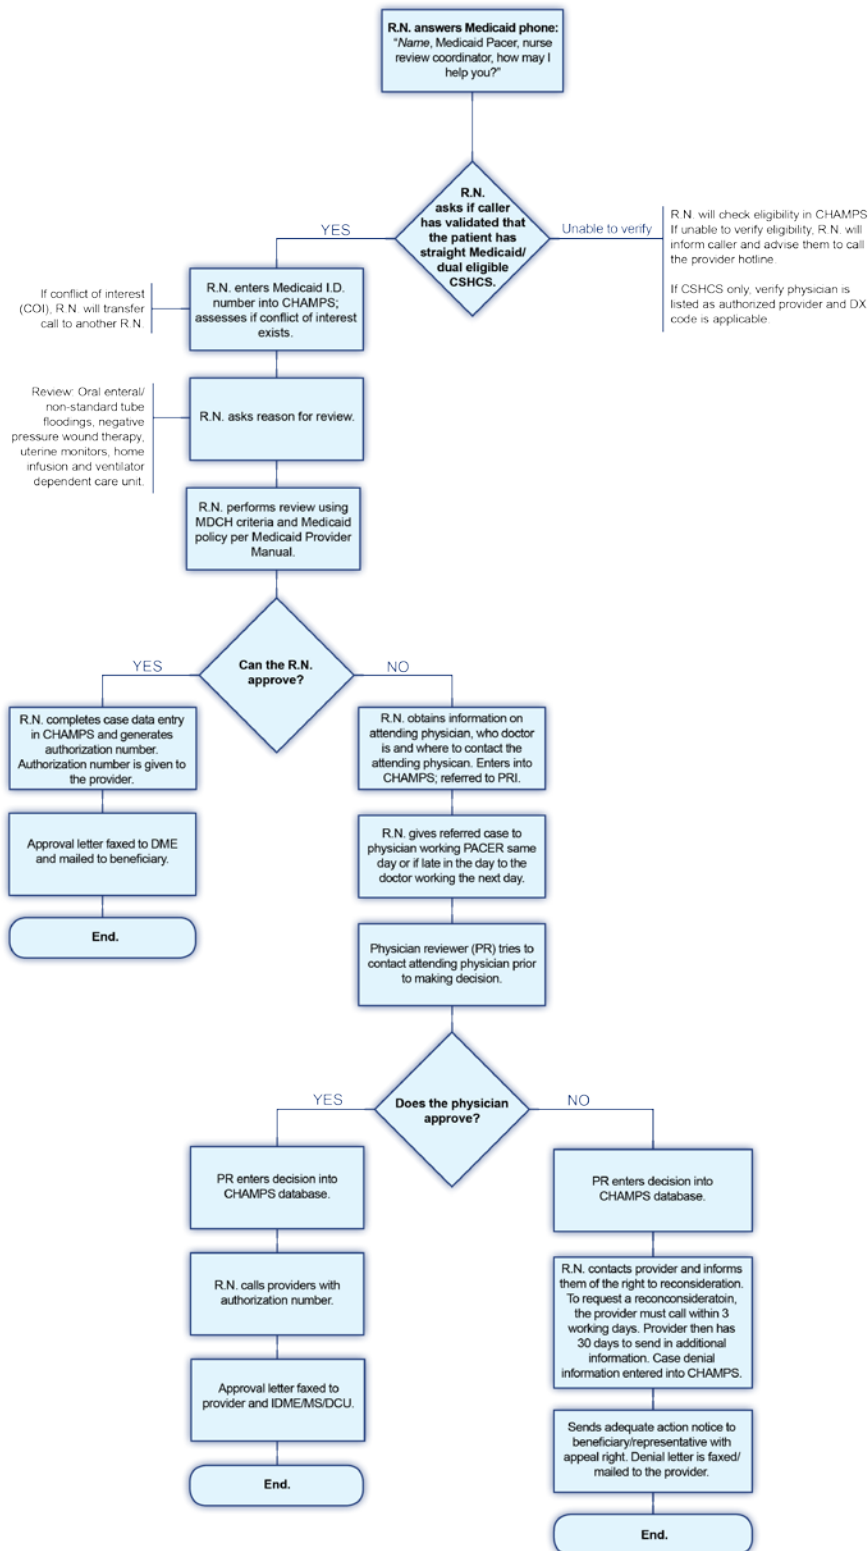 R.N. answers Medicaid phone:
“Name, Medicaid Pacer, nurse
review coordinator, how may I
help you?”
R.N.
asks if caller
has validated that
the patient has
straight Medicaid/
dual eligible
CSHCS.
YES
Unable to verify
R.N. will check eligibility in CHAMPS
If unable to verify eligibility, R.N. will
inform caller and advise them to call
the provider hotline.
If CSHCS only, verify physician is
listed as authorized provider and DX
code is applicable.
If conflict of interest
(COI), R.N. will transfer
call to another R.N.
R.N. enters Medicaid I.D.
number into CHAMPS;
assesses if conflict of interest
exists.
Review: Oral enteral/
non-standard tube
floodings, negative
pressure wound therapy,
uterine monitors, home
infusion and ventilator
dependent care unit.
R.N. asks reason for review.
R.N. performs review using
MDCH criteria and Medicaid
policy per Medicaid Provider
Manual.
Can the R.N.
approve?
YES
NO
R.N. completes case data entry
in CHAMPS and generates
authorization number.
Authorization number is given to
the provider.
Approval letter faxed to DME
and mailed to beneficiary.
End.
R.N. obtains information on
attending physician, who doctor
is and where to contact the
attending physican. Enters into
CHAMPS; referred to PRI.
R.N. gives referred case to
physician working PACER same
day or if late in the day to the
doctor working the next day.
Physician reviewer (PR) tries to
contact attending physician prior
to making decision.
Does the physician
approve?
YES
NO
PR enters decision into
CHAMPS database.
R.N. calls providers with
authorization number.
Approval letter faxed to
provider and IDME/MS/DCU.
End.
PR enters decision into
CHAMPS database.
R.N. contacts provider and informs
them of the right to reconsideration.
To request a reconconsideratoin,
the provider must call within 3
working days. Provider then has
30 days to send in additional
information. Case denial
information entered into CHAMPS.
Sends adequate action notice to
beneficiary/representative with
appeal right. Denial letter is faxed/
mailed to the provider.
End.